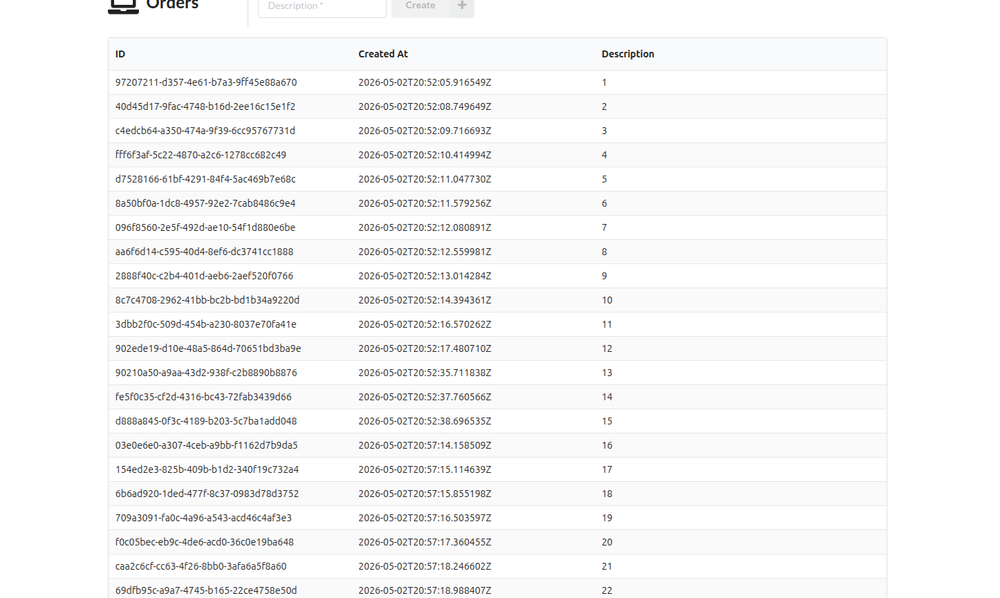 Orders
Description *
Create
ID Created At Description
97207211-d357-4e61-b7a3-9ff45e88a670 2026-05-02T20:52:05.916549Z 1
40d45d17-9fac-4748-b16d-2ee16c15e1f2 2026-05-02T20:52:08.749649Z 2
c4edcb64-a350-474a-9f39-6cc95767731d 2026-05-02T20:52:09.716693Z 3
fff6f3af-5c22-4870-a2c6-1278cc682c49 2026-05-02T20:52:10.414994Z 4
d7528166-61bf-4291-84f4-5ac469b7e68c 2026-05-02T20:52:11.047730Z 5
8a50bf0a-1dc8-4957-92e2-7cab8486c9e4 2026-05-02T20:52:11.579256Z 6
096f8560-2e5f-492d-ae10-54f1d880e6be 2026-05-02T20:52:12.080891Z 7
aa6f6d14-c595-40d4-8ef6-dc3741cc1888 2026-05-02T20:52:12.559981Z 8
2888f40c-c2b4-401d-aeb6-2aef520f0766 2026-05-02T20:52:13.014284Z 9
8c7c4708-2962-41bb-bc2b-bd1b34a9220d 2026-05-02T20:52:14.394361Z 10
3dbb2f0c-509d-454b-a230-8037e70fa41e 2026-05-02T20:52:16.570262Z 11
902ede19-d10e-48a5-864d-70651bd3ba9e 2026-05-02T20:52:17.480710Z 12
90210a50-a9aa-43d2-938f-c2b8890b8876 2026-05-02T20:52:35.711838Z 13
fe5f0c35-cf2d-4316-bc43-72fab3439d66 2026-05-02T20:52:37.760566Z 14
d888a845-0f3c-4189-b203-5c7ba1add048 2026-05-02T20:52:38.696535Z 15
03e0e6e0-a307-4ceb-a9bb-f1162d7b9da5 2026-05-02T20:57:14.158509Z 16
154ed2e3-825b-409b-b1d2-340f19c732a4 2026-05-02T20:57:15.114639Z 17
6b6ad920-1ded-477f-8c37-0983d78d3752 2026-05-02T20:57:15.855198Z 18
709a3091-fa0c-4a96-a543-acd46c4af3e3 2026-05-02T20:57:16.503597Z 19
f0c05bec-eb9c-4de6-acd0-36c0e19ba648 2026-05-02T20:57:17.360455Z 20
caa2c6cf-cc63-4f26-8bb0-3afa6a5f8a60 2026-05-02T20:57:18.246602Z 21
69dfb95c-a9a7-4745-b165-22ce4758e50d 2026-05-02T20:57:18.988407Z 22